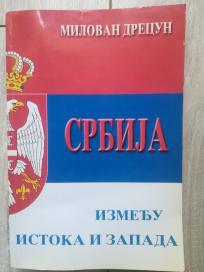 МИЛОВАН ДРЕЦУН
СРБИЈА
ИЗМЕЂУ
ИСТОКА И ЗАПАДА